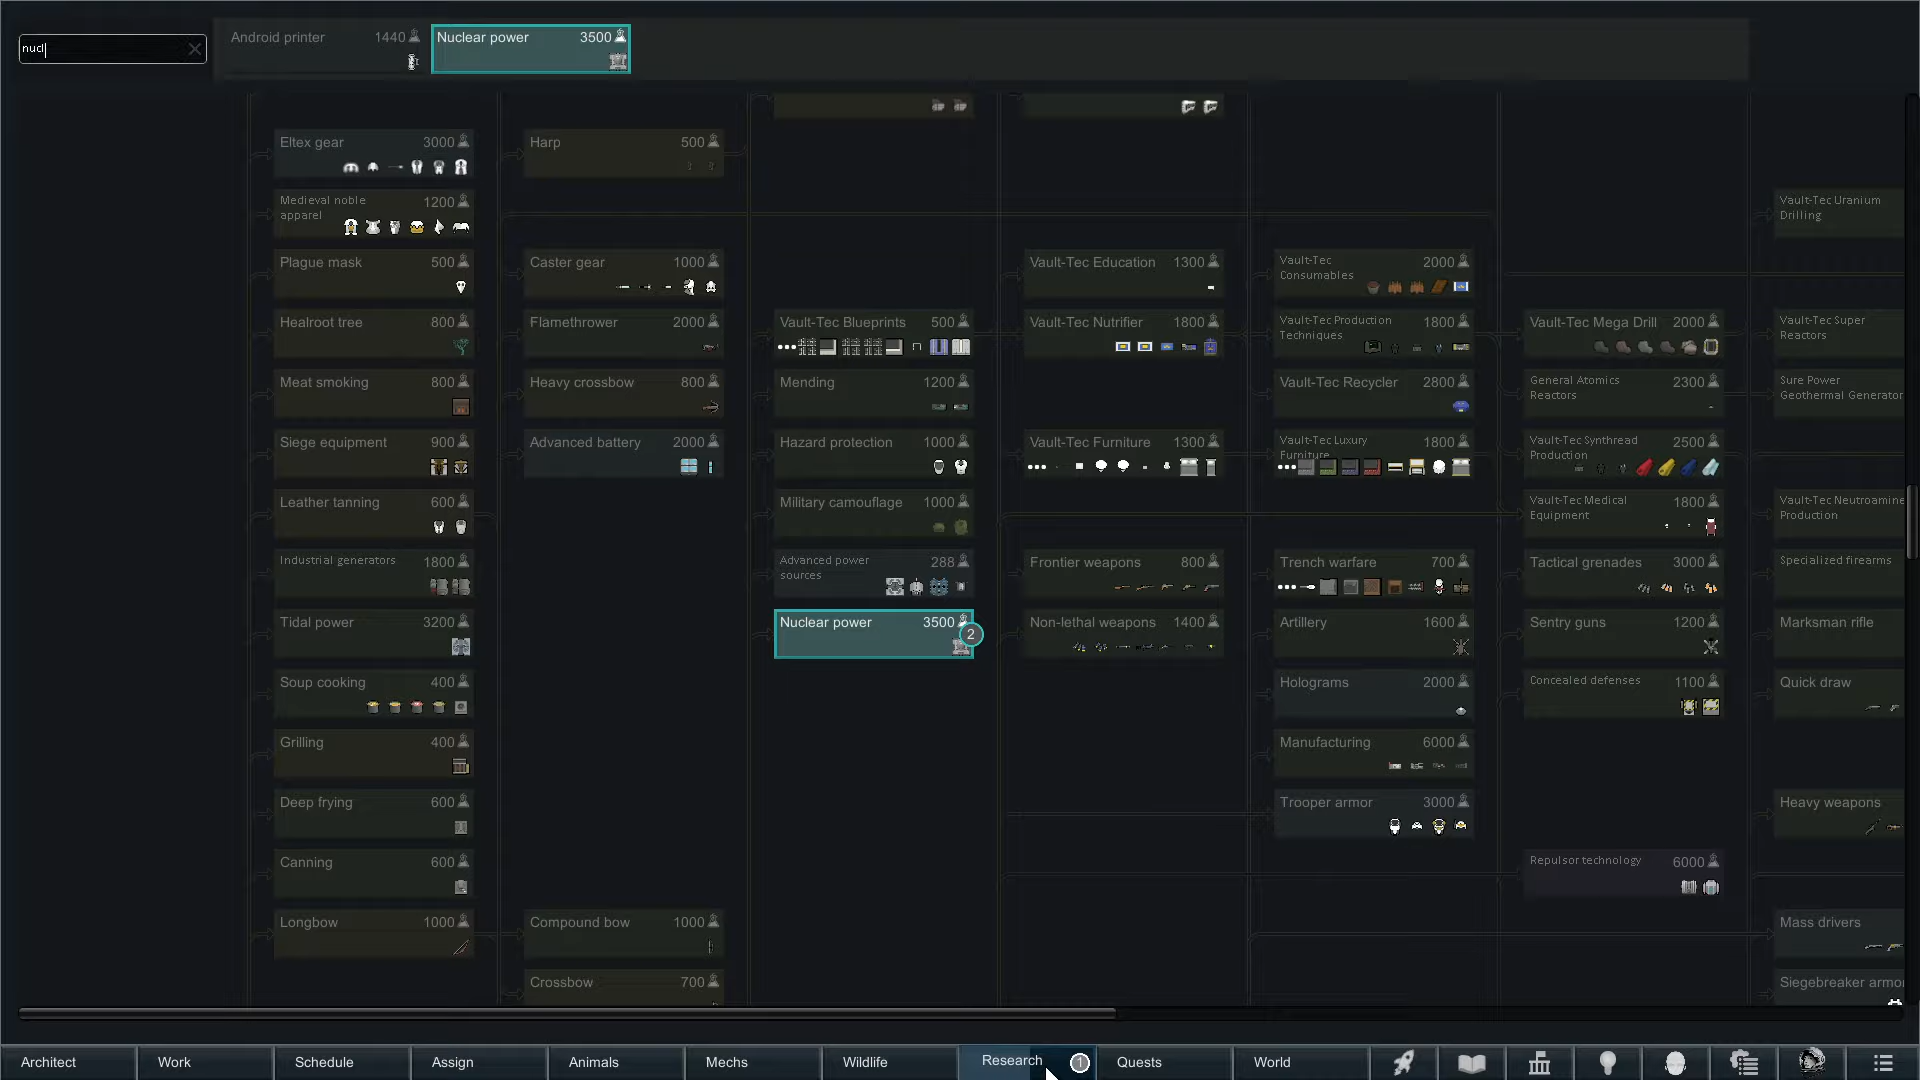 nucl
Android printer 1440
Nuclear power 3500
Eltex gear 3000
Harp 500
Medieval noble apparel 1200
Vault-Tec Uranium Drilling
Plague mask 500
Caster gear 1000
Vault-Tec Education 1300
Vault-Tec Consumables 2000
Healroot tree 800
Flamethrower 2000
Vault-Tec Blueprints 500
Vault-Tec Nutrifier 1800
Vault-Tec Production Techniques 1800
Vault-Tec Mega Drill 2000
Vault-Tec Super Reactors
Meat smoking 800
Heavy crossbow 800
Mending 1200
Vault-Tec Recycler 2800
General Atomics Reactors 2300
Sure Power Geothermal Generator
Siege equipment 900
Advanced battery 2000
Hazard protection 1000
Vault-Tec Furniture 1300
Vault-Tec Luxury Furniture 1800
Vault-Tec Synthread Production 2500
Leather tanning 600
Military camouflage 1000
Vault-Tec Medical Equipment 1800
Vault-Tec Neutroamine Production
Industrial generators 1800
Advanced power sources 288
Frontier weapons 800
Trench warfare 700
Tactical grenades 3000
Specialized firearms
Tidal power 3200
Nuclear power 3500
2
Non-lethal weapons 1400
Artillery 1600
Sentry guns 1200
Marksman rifle
Soup cooking 400
Holograms 2000
Concealed defenses 1100
Quick draw
Grilling 400
Manufacturing 6000
Deep frying 600
Trooper armor 3000
Heavy weapons
Canning 600
Repulsor technology 6000
Longbow 1000
Compound bow 1000
Mass drivers
Crossbow 700
Siegebreaker armor
Architect
Work
Schedule
Assign
Animals
Mechs
Wildlife
Research 1
Quests
World